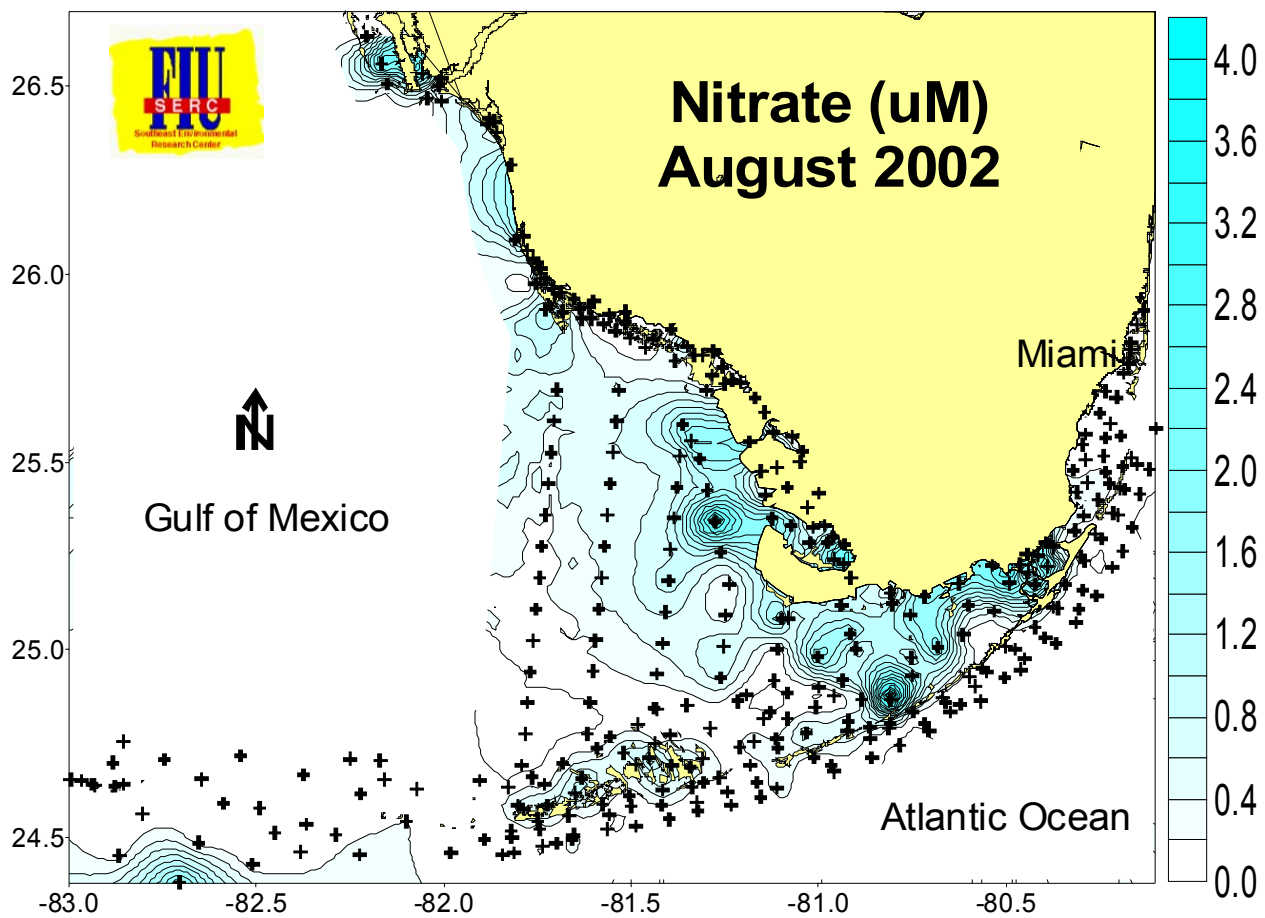 FIU
SERC
Southeast Environmental
Research Center
Nitrate (uM)
August 2002
Miami
N
Gulf of Mexico
Atlantic Ocean
26.5
26.0
25.5
25.0
24.5
-83.0
-82.5
-82.0
-81.5
-81.0
-80.5
4.0
3.6
3.2
2.8
2.4
2.0
1.6
1.2
0.8
0.4
0.0